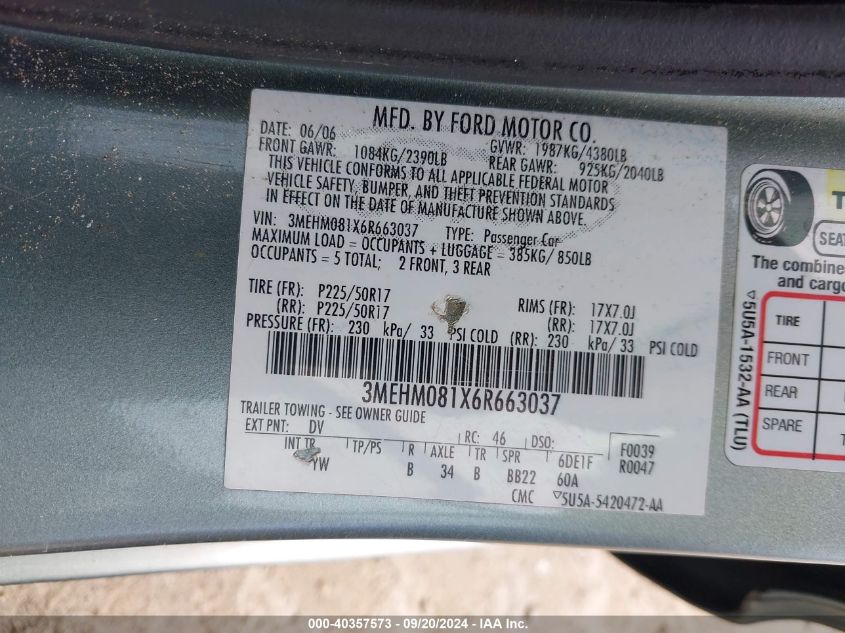 MFD. BY FORD MOTOR CO.
DATE: 06/06 GVWR: 1987KG/4380LB
FRONT GAWR: 1084KG/2390LB REAR GAWR: 925KG/2040LB
THIS VEHICLE CONFORMS TO ALL APPLICABLE FEDERAL MOTOR
VEHICLE SAFETY, BUMPER, AND THEFT PREVENTION STANDARDS
IN EFFECT ON THE DATE OF MANUFACTURE SHOWN ABOVE.
VIN: 3MEHM081X6R663037 TYPE: Passenger Car
MAXIMUM LOAD = OCCUPANTS + LUGGAGE = 385KG/ 850LB
OCCUPANTS = 5 TOTAL; 2 FRONT, 3 REAR
TIRE (FR): P225/50R17 RIMS (FR): 17X7.0J
(RR): P225/50R17 (RR): 17X7.0J
PRESSURE (FR): 230 kPa/ 33 PSI COLD (RR): 230 kPa/ 33 PSI COLD
3MEHM081X6R663037
TRAILER TOWING - SEE OWNER GUIDE
EXT PNT: DV RC: 46 DSO: F0039
INT TR TP/PS R AXLE TR SPR 6DE1F R0047
YW B 34 B BB22 60A
CMC 5U5A-5420472-AA
5U5A-1532-AA (TLU)
SEAT
The combine
and cargo
TIRE
FRONT
REAR
SPARE
000-40357573 - 09/20/2024 - IAA Inc.